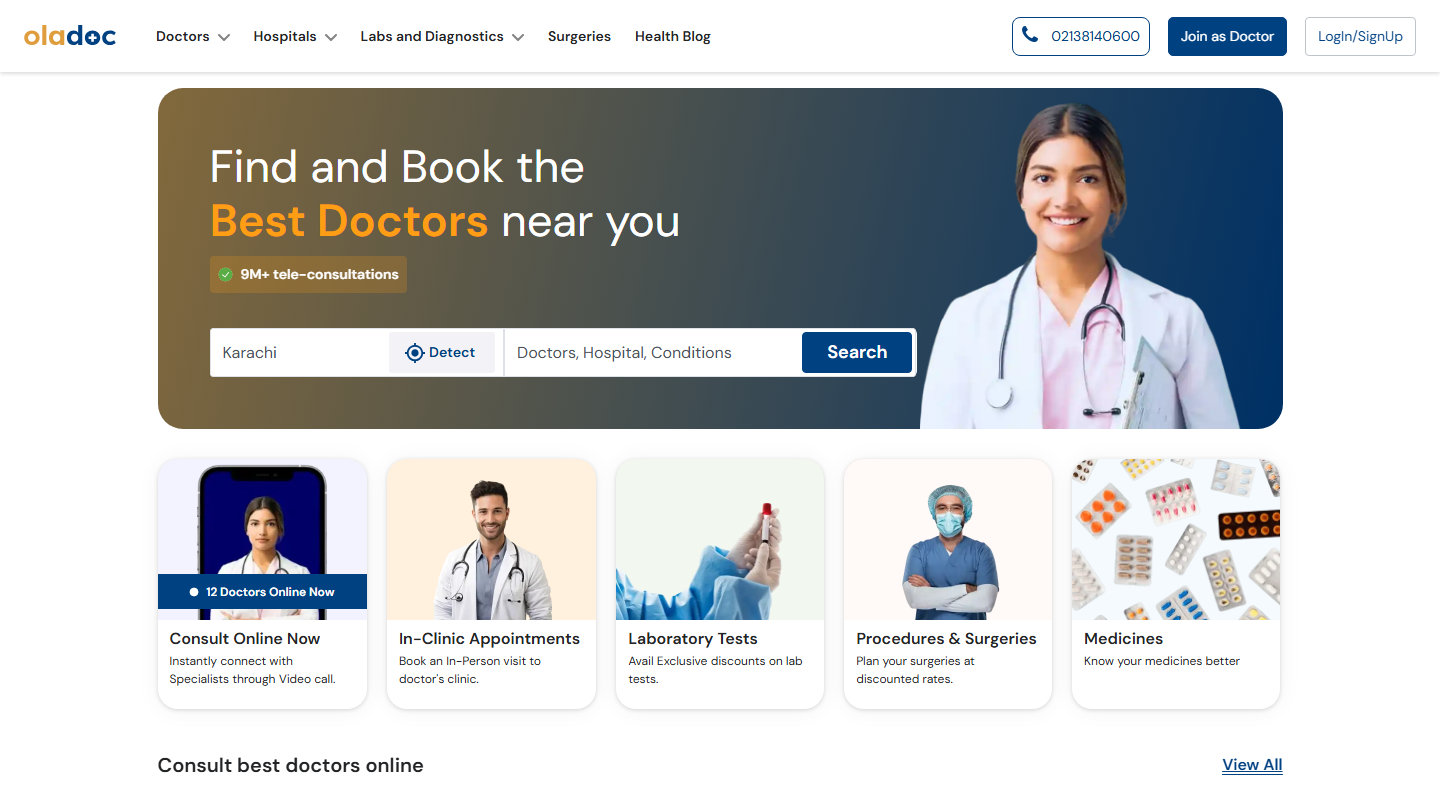 oladoc
Doctors
Hospitals
Labs and Diagnostics
Surgeries
Health Blog
02138140600
Join as Doctor
LogIn/SignUp
Find and Book the
Best Doctors near you
9M+ tele-consultations
Karachi
Detect
Doctors, Hospital, Conditions
Search
12 Doctors Online Now
Consult Online Now
Instantly connect with
Specialists through Video call.
In-Clinic Appointments
Book an In-Person visit to
doctor's clinic.
Laboratory Tests
Avail Exclusive discounts on lab
tests.
Procedures & Surgeries
Plan your surgeries at
discounted rates.
Medicines
Know your medicines better
Consult best doctors online
View All